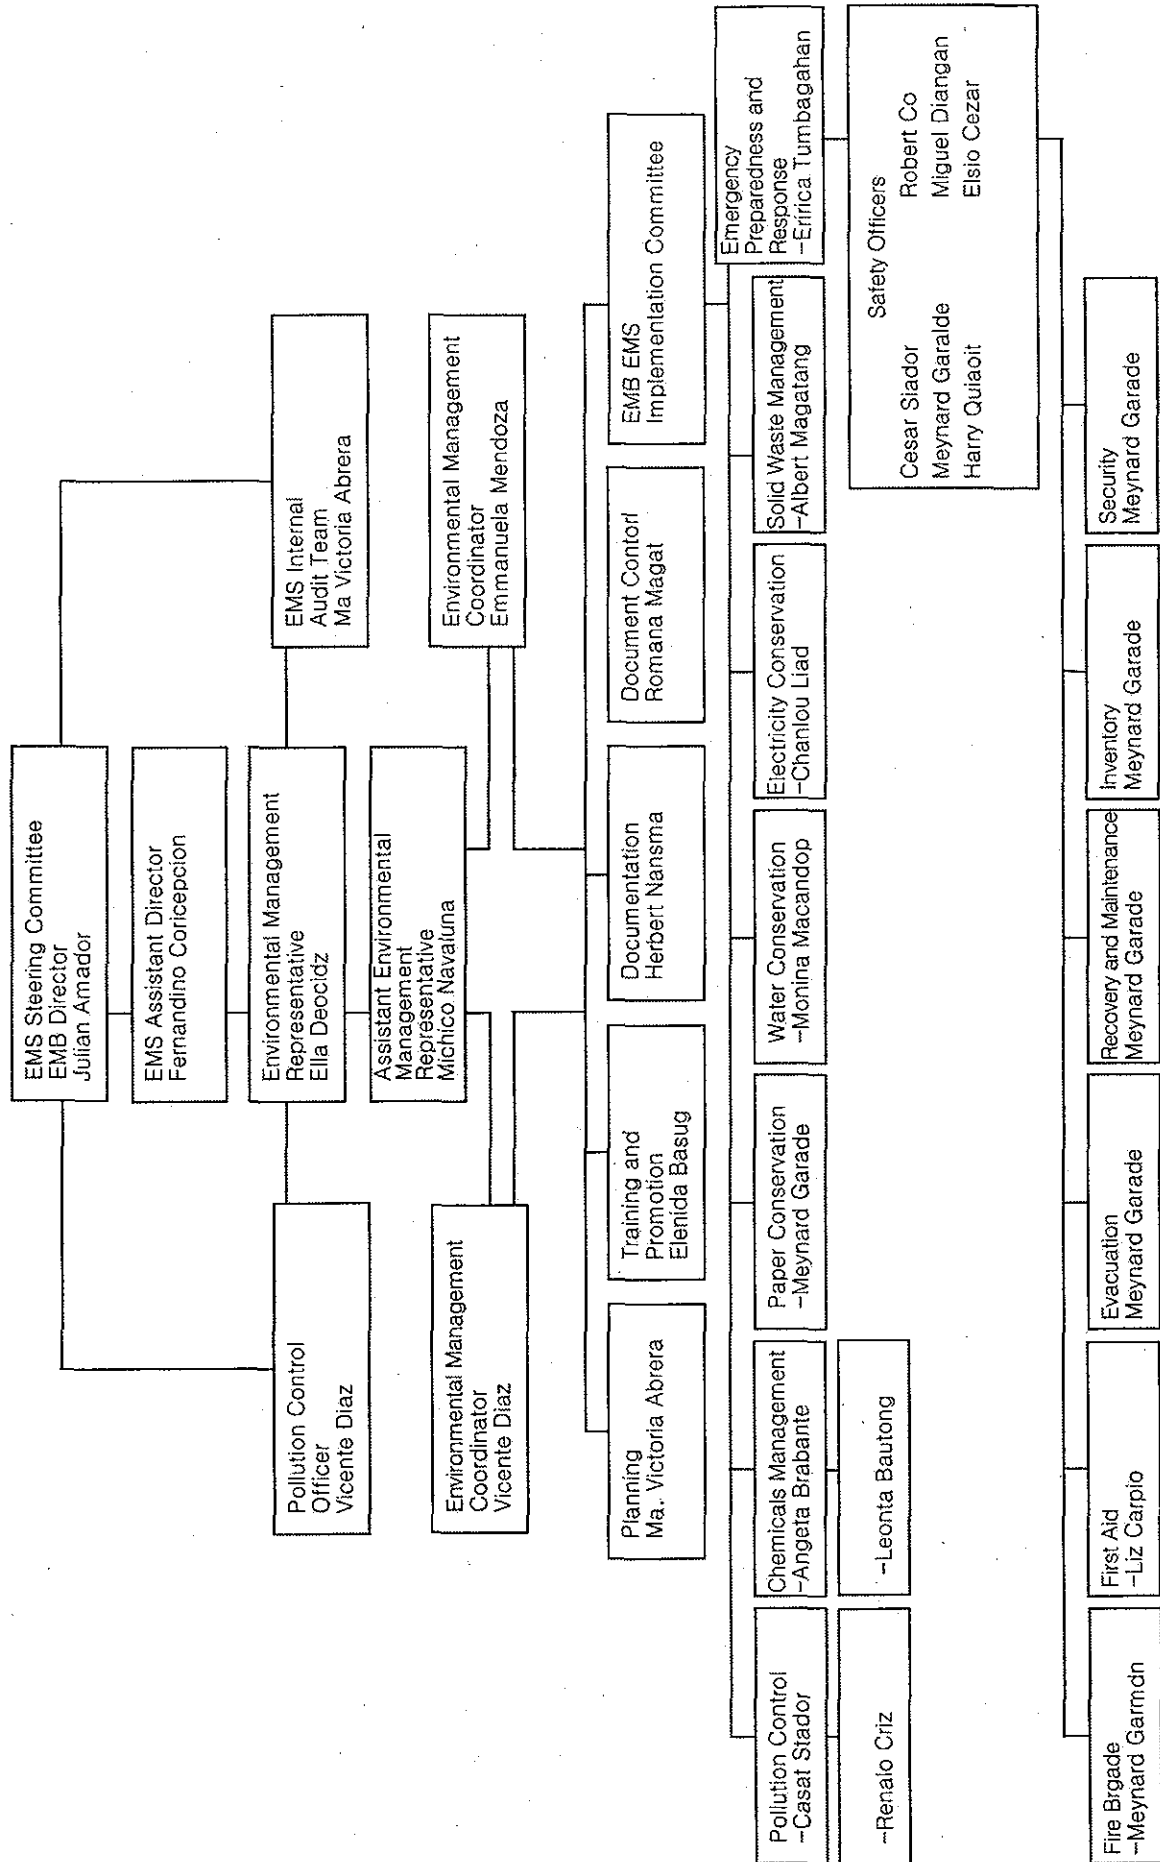 EMS Steering Committee
EMB Director
Julian Amador
EMS Assistant Director
Fernandino Coricepcion
Pollution Control
Officer
Vicente Diaz
Environmental Management
Representative
Ella Deocidz
EMS Internal
Audit Team
Ma Victoria Abrera
Assistant Environmental
Management
Représentative
Michico Navaluna
Environmental Management
Coordinator
Vicente Diaz
Environmental Management
Coordinator
Emmanuela Mendoza
Planning
Ma. Victoria Abrera
Training and
Promotion
Elenida Basug
Documentation
Herbert Nansma
Document Contorl
Romana Magat
EMB EMS
Implementation Committee
Pollution Control
-Casat Stador
Chemicals Management
-Angeta Brabante
Paper Conservation
-Meynard Garade
Water Conservation
-Monina Macandop
Electricity Conservation
-Chanlou Liad
Solid Waste Management
-Albert Magatang
Emergency
Preparedness and
Response
-Eririca Tumbagahan
-Renalo Criz
-Leonta Bautong
Safety Officers
Cesar Siador Robert Co
Meynard Garalde Miguel Diangan
Harry Quiaoit Elsio Cezar
Fire Brgade
-Meynard Garmdn
First Aid
-Liz Carpio
Evacuation
Meynard Garade
Recovery and Maintenance
Meynard Garade
Inventory
Meynard Garade
Security
Meynard Garade